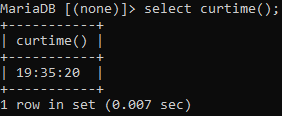 MariaDB [(none)]> select curtime();
+-----------+
| curtime() |
+-----------+
| 19:35:20  |
+-----------+
1 row in set (0.007 sec)